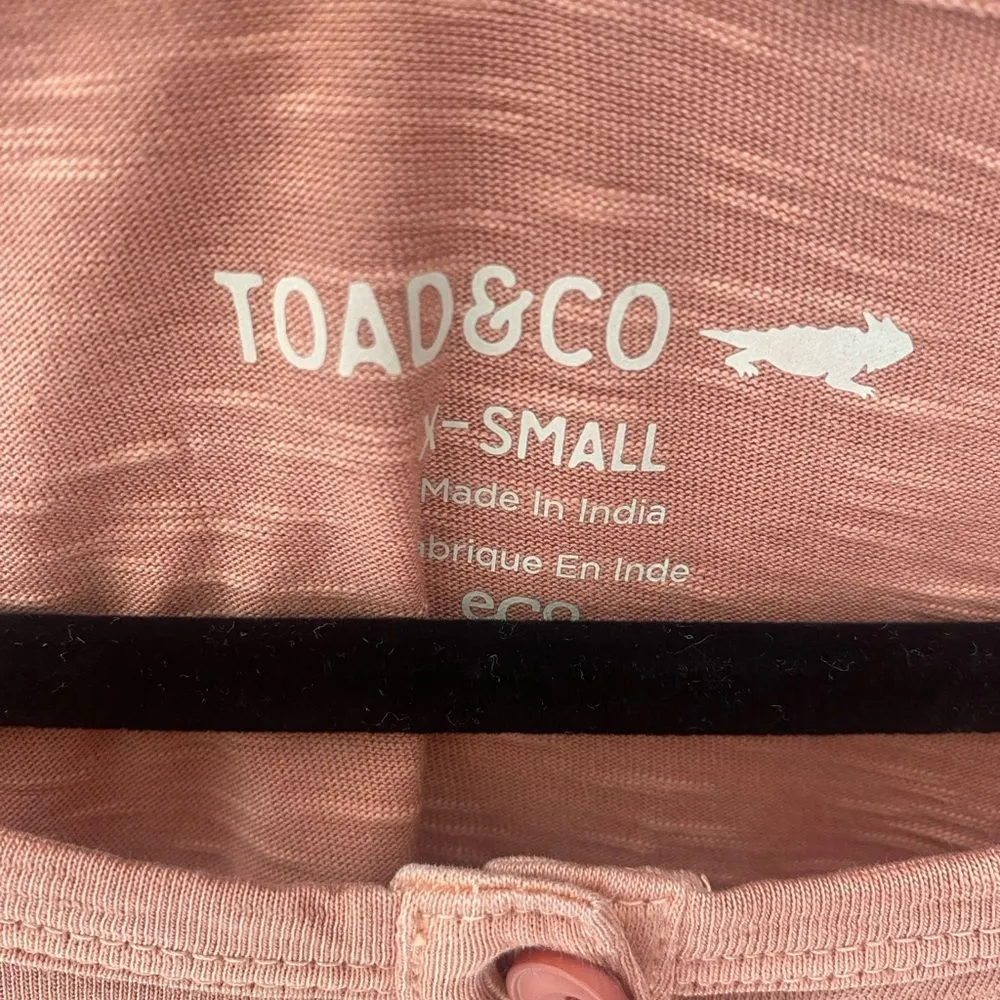 TOAD&CO
X-SMALL
Made In India
abrique En Inde
eco